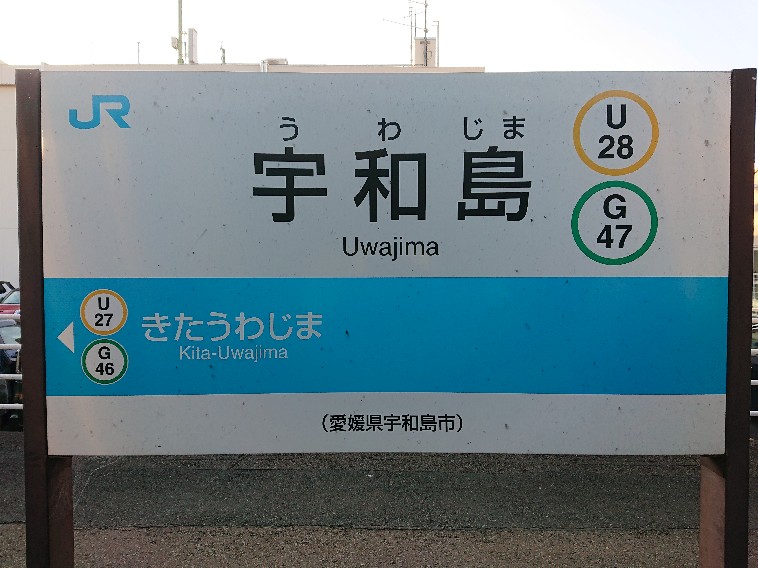 JR
うわじま
宇和島
Uwajima
U
28
G
47
U
27
G
46
きたうわじま
Kita-Uwajima
（愛媛県宇和島市）